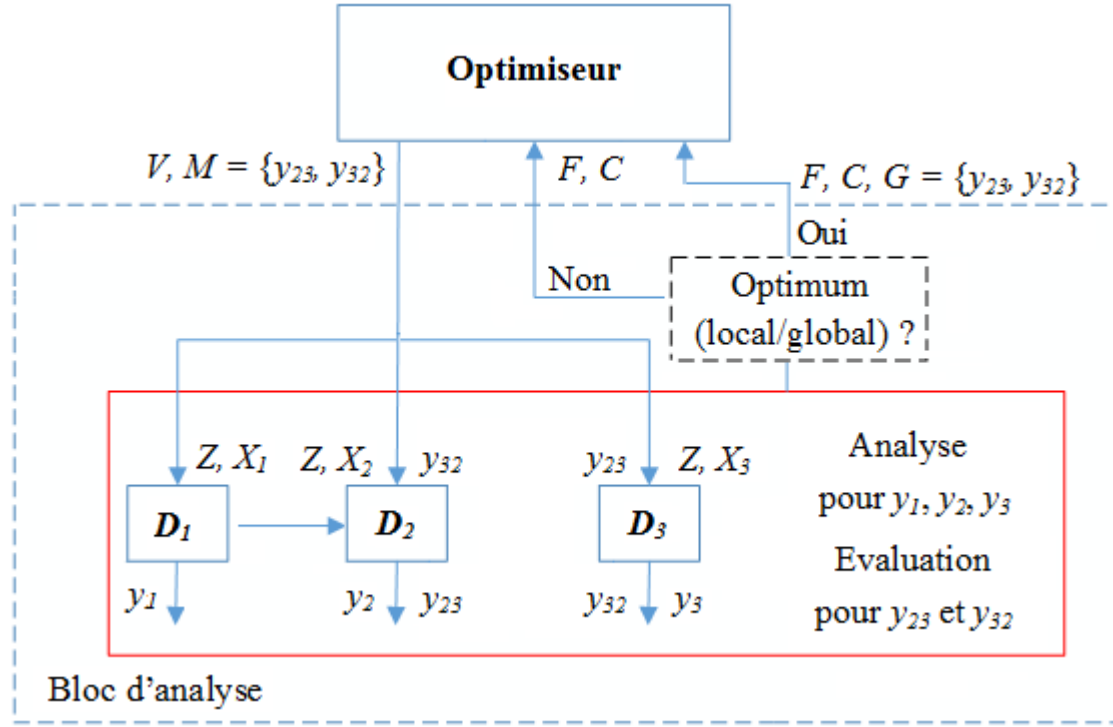 Optimiseur
V, M = {y23, y32}
F, C
F, C, G = {y23, y32}
Oui
Non
Optimum
(local/global) ?
Z, X1
Z, X2
y32
y23
Z, X3
Analyse
pour y1, y2, y3
D1
D2
D3
Evaluation
pour y23 et y32
y1
y2
y23
y32
y3
Bloc d'analyse